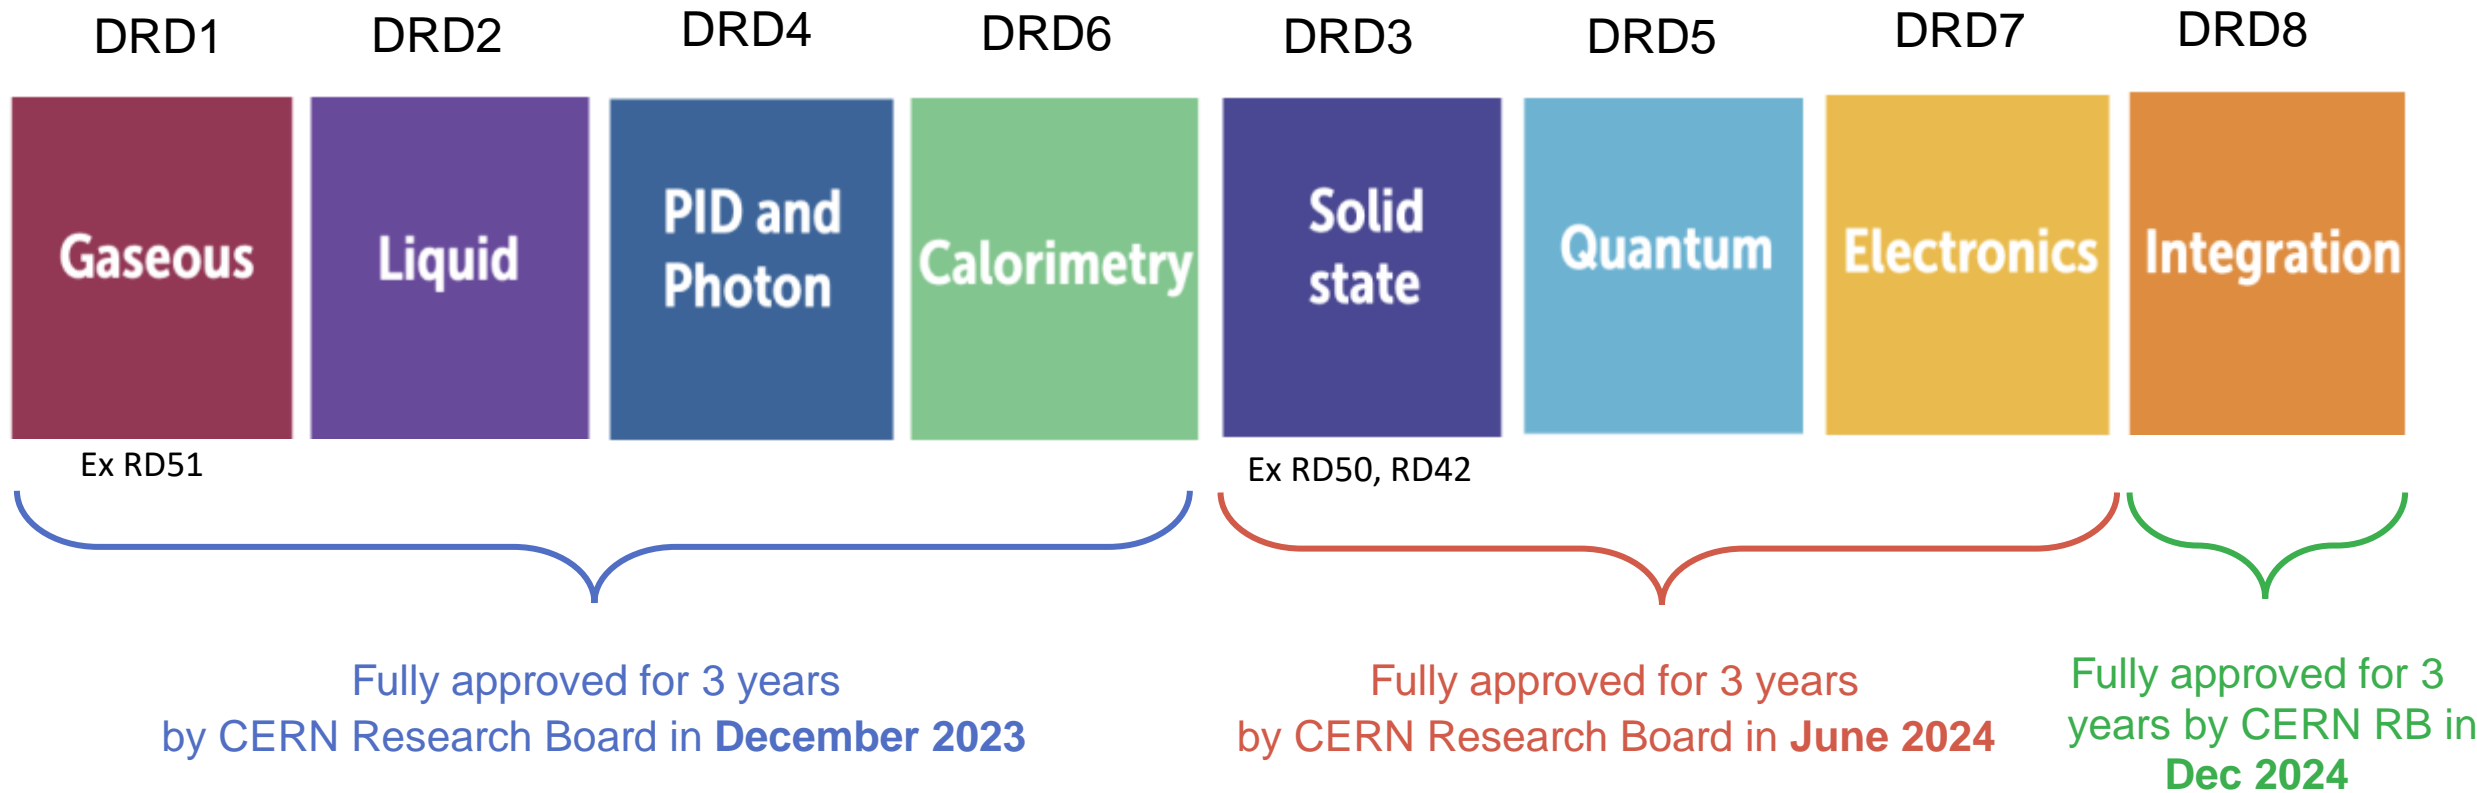 DRD1 DRD2 DRD4 DRD6 DRD3 DRD5 DRD7 DRD8
Gaseous
Liquid
PID and
Photon
Calorimetry
Solid
state
Quantum
Electronics
Integration
Ex RD51
Ex RD50, RD42
Fully approved for 3 years
by CERN Research Board in December 2023
Fully approved for 3 years
by CERN Research Board in June 2024
Fully approved for 3
years by CERN RB in
Dec 2024